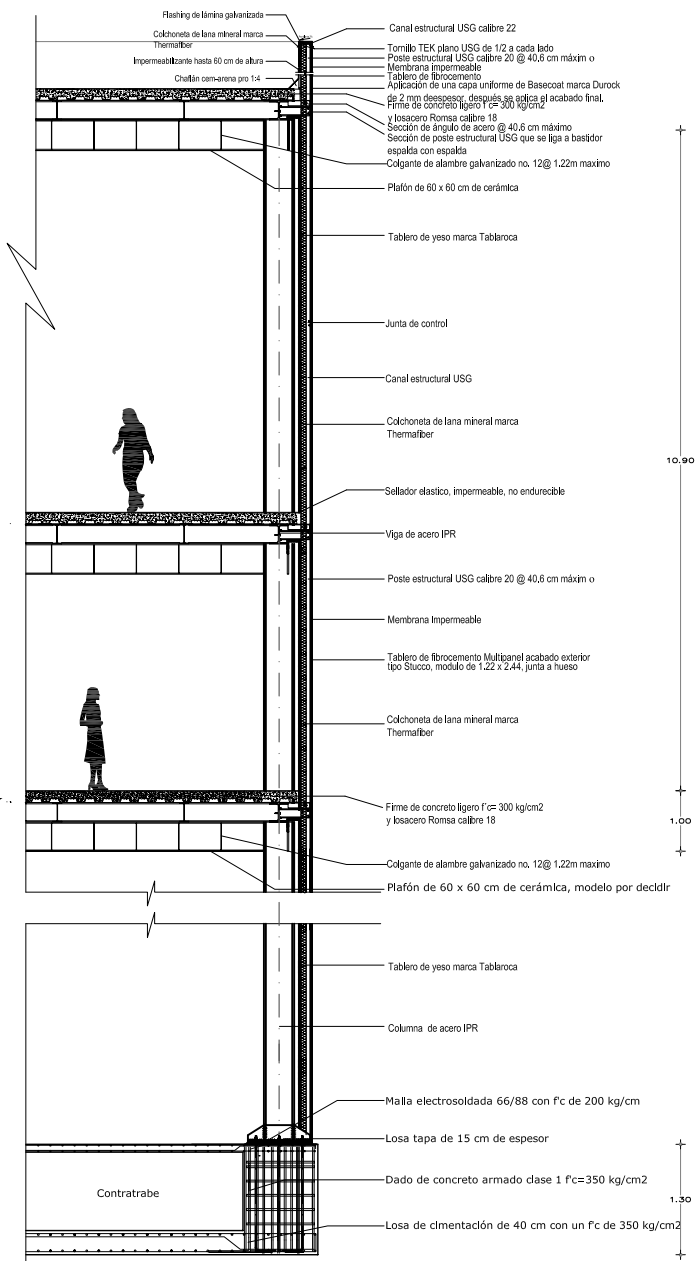 Flashing de lámina galvanizada
Colchoneta de lana mineral marca
Thermafiber
Impermeabilizante hasta 60 cm de altura
Chaflán cem-arena pro 1:4
Canal estructural USG calibre 22
Tornillo TEK plano USG de 1/2 a cada lado
Poste estructural USG calibre 20 @ 40.6 cm máxim o
Membrana impermeable
Tablero de fibrocemento
Aplicación de una capa uniforme de Basecoat marca Durock
de 2 mm deespesor, después se aplica el acabado final.
Firme de concreto ligero f´c= 300 kg/cm2
y losacero Romsa calibre 18
Sección de ángulo de acero @ 40.6 cm máximo
Sección de poste estructural USG que se liga a bastidor
espalda con espalda
Colgante de alambre galvanizado no. 12@ 1.22m maximo
Plafón de 60 x 60 cm de cerámica
Tablero de yeso marca Tablaroca
Junta de control
Canal estructural USG
Colchoneta de lana mineral marca
Thermafiber
10.90
Sellador elastico, impermeable, no endurecible
Viga de acero IPR
Poste estructural USG calibre 20 @ 40.6 cm máxim o
Membrana Impermeable
Tablero de fibrocemento Multipanel acabado exterior
tipo Stucco, modulo de 1.22 x 2.44, junta a hueso
Colchoneta de lana mineral marca
Thermafiber
Firme de concreto ligero f´c= 300 kg/cm2
y losacero Romsa calibre 18
1.00
Colgante de alambre galvanizado no. 12@ 1.22m maximo
Plafón de 60 x 60 cm de cerámica, modelo por decidir
Tablero de yeso marca Tablaroca
Columna de acero IPR
Malla electrosoldada 66/88 con f'c de 200 kg/cm
Losa tapa de 15 cm de espesor
Dado de concreto armado clase 1 f'c=350 kg/cm2
Contratrabe
1.30
Losa de cimentación de 40 cm con un f'c de 350 kg/cm2